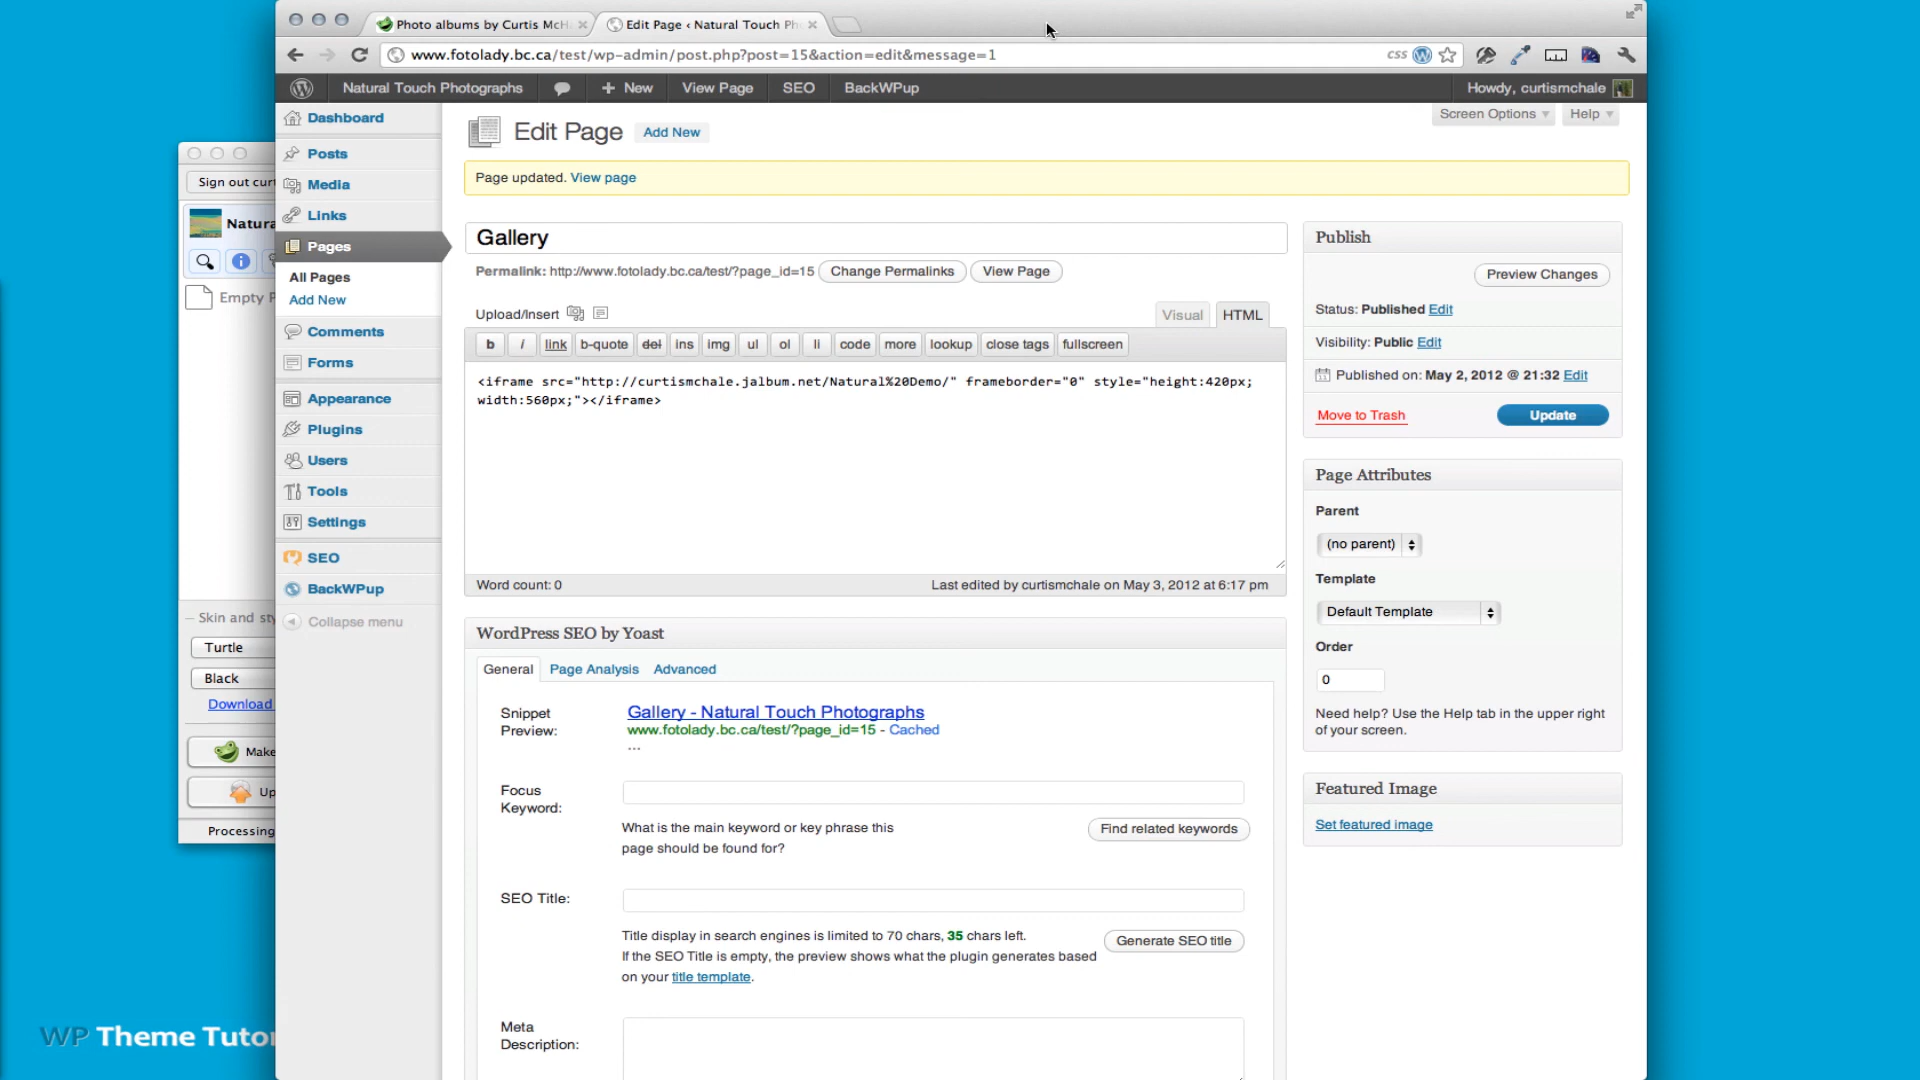 Photo albums by Curtis McH
Edit Page ‹ Natural Touch Ph
www.fotolady.bc.ca/test/wp-admin/post.php?post=15&action=edit&message=1
CSS
Natural Touch Photographs
+ New
View Page
SEO
BackWPup
Howdy, curtismchale
Dashboard
Posts
Media
Links
Pages
All Pages
Add New
Comments
Forms
Appearance
Plugins
Users
Tools
Settings
SEO
BackWPup
Collapse menu
Screen Options
Help
Edit Page
Add New
Page updated. View page
Gallery
Permalink: http://www.fotolady.bc.ca/test/?page_id=15
Change Permalinks
View Page
Upload/Insert
Visual
HTML
b
i
link
b-quote
del
ins
img
ul
ol
li
code
more
lookup
close tags
fullscreen
<iframe src="http://curtismchale.jalbum.net/Natural%20Demo/" frameborder="0" style="height:420px;
width:560px;"></iframe>
Word count: 0
Last edited by curtismchale on May 3, 2012 at 6:17 pm
WordPress SEO by Yoast
General
Page Analysis
Advanced
Snippet
Preview:
Gallery - Natural Touch Photographs
www.fotolady.bc.ca/test/?page_id=15 - Cached
...
Focus
Keyword:
What is the main keyword or key phrase this
page should be found for?
Find related keywords
SEO Title:
Title display in search engines is limited to 70 chars, 35 chars left.
If the SEO Title is empty, the preview shows what the plugin generates based
on your title template.
Generate SEO title
Meta
Description:
Publish
Preview Changes
Status: Published Edit
Visibility: Public Edit
Published on: May 2, 2012 @ 21:32 Edit
Move to Trash
Update
Page Attributes
Parent
(no parent)
Template
Default Template
Order
0
Need help? Use the Help tab in the upper right
of your screen.
Featured Image
Set featured image
Sign out curt
Natura
Empty F
Skin and sty
Turtle
Black
Download
Make
Up
Processing
WP Theme Tutor